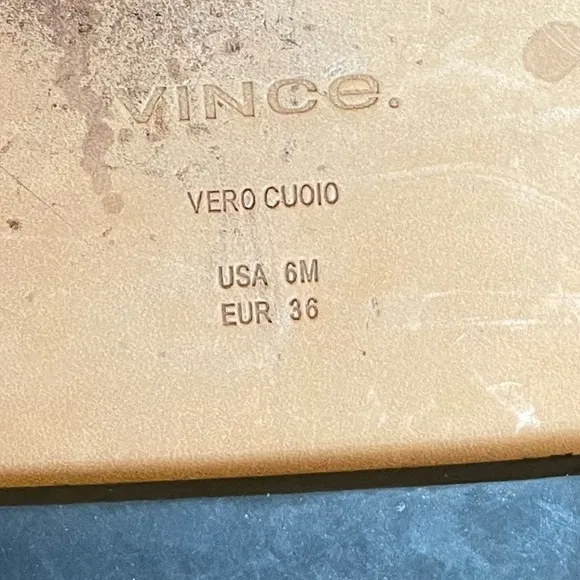 VINCe.
VERO CUOIO
USA 6M
EUR 36